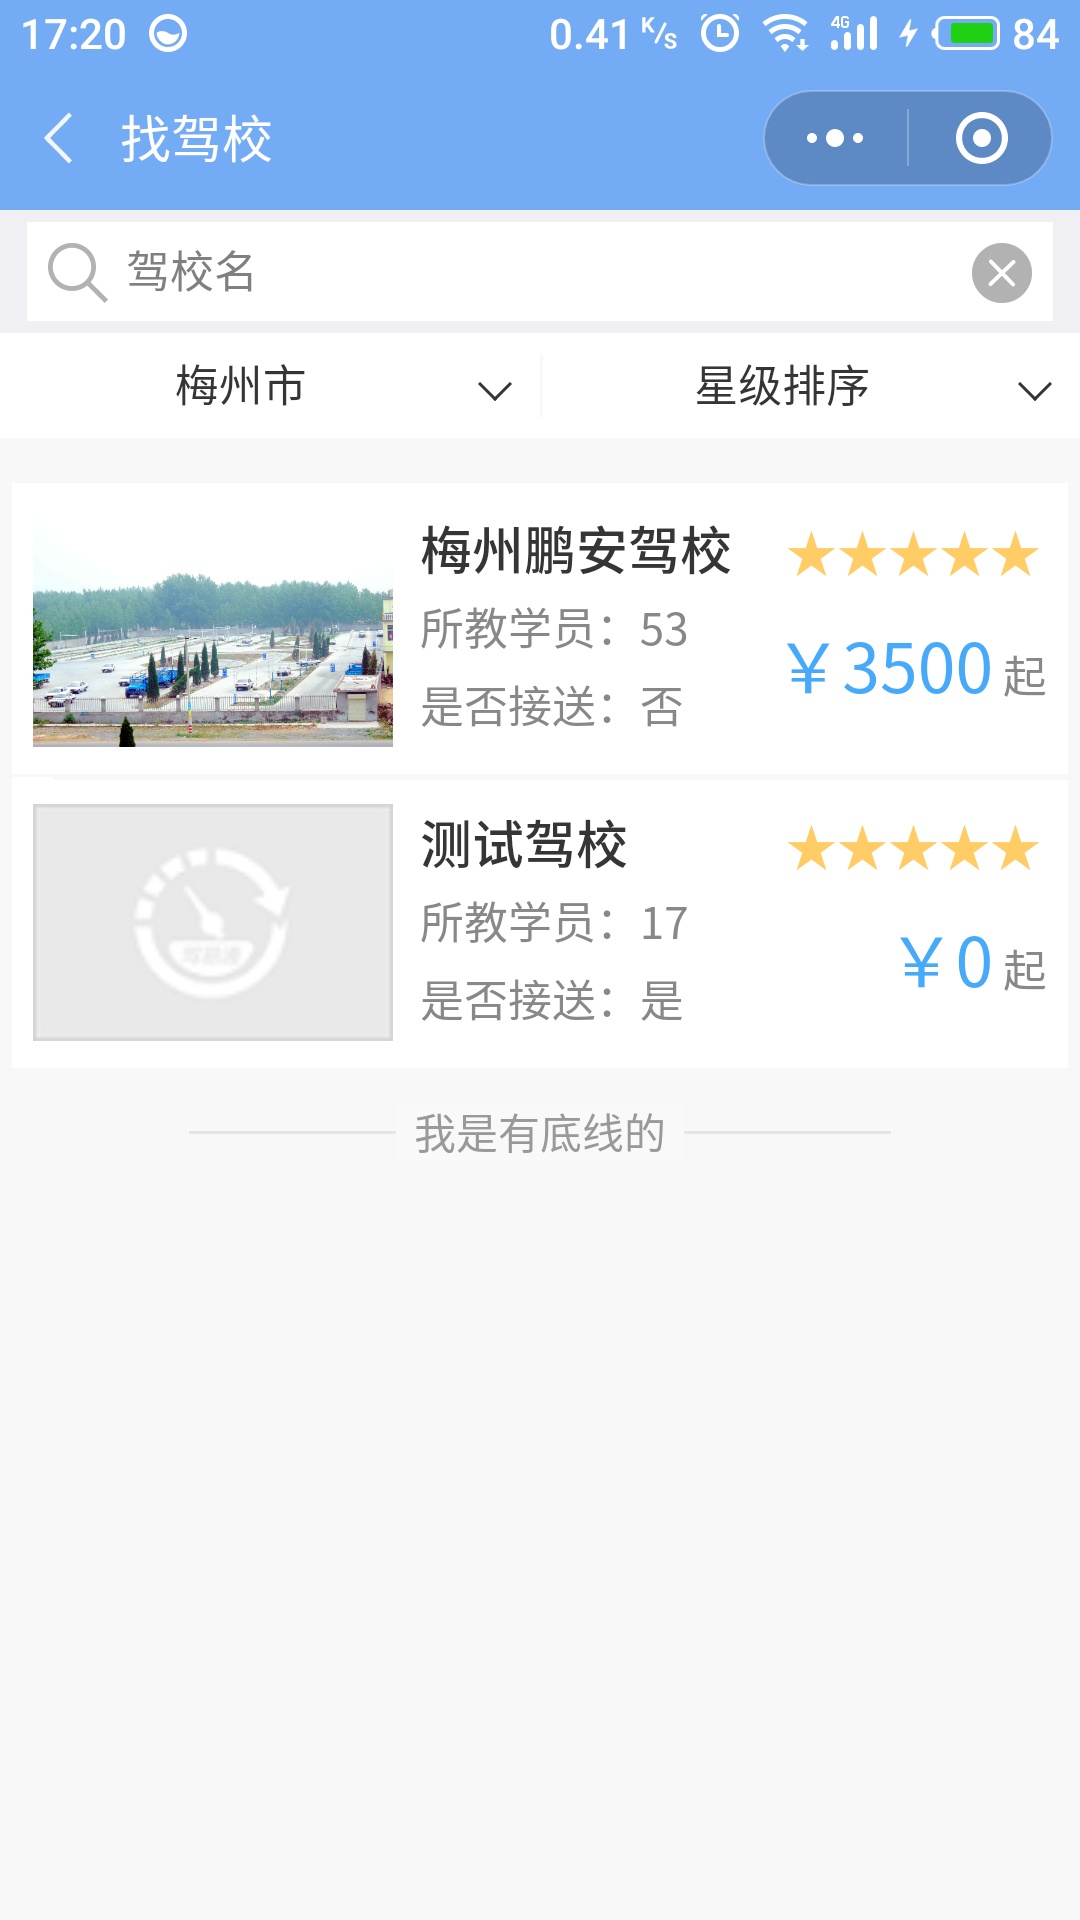 17:20 0.41 K/s 4G 84
找驾校
驾校名
梅州市 星级排序
梅州鹏安驾校
所教学员：53
¥3500 起
是否接送：否
测试驾校
所教学员：17
¥0 起
是否接送：是
我是有底线的